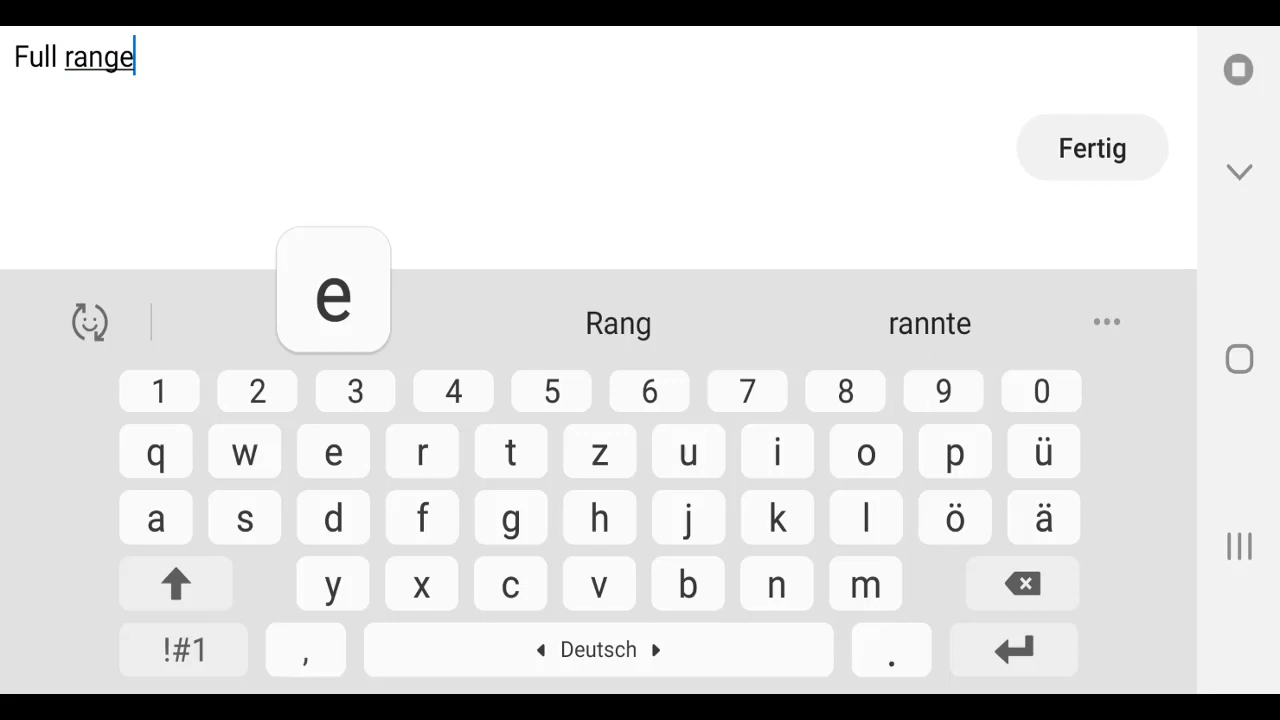 Full range
Fertig
e
Rang rannte
1 2 3 4 5 6 7 8 9 0
q w e r t z u i o p ü
a s d f g h j k l ö ä
y x c v b n m
!#1 , Deutsch .